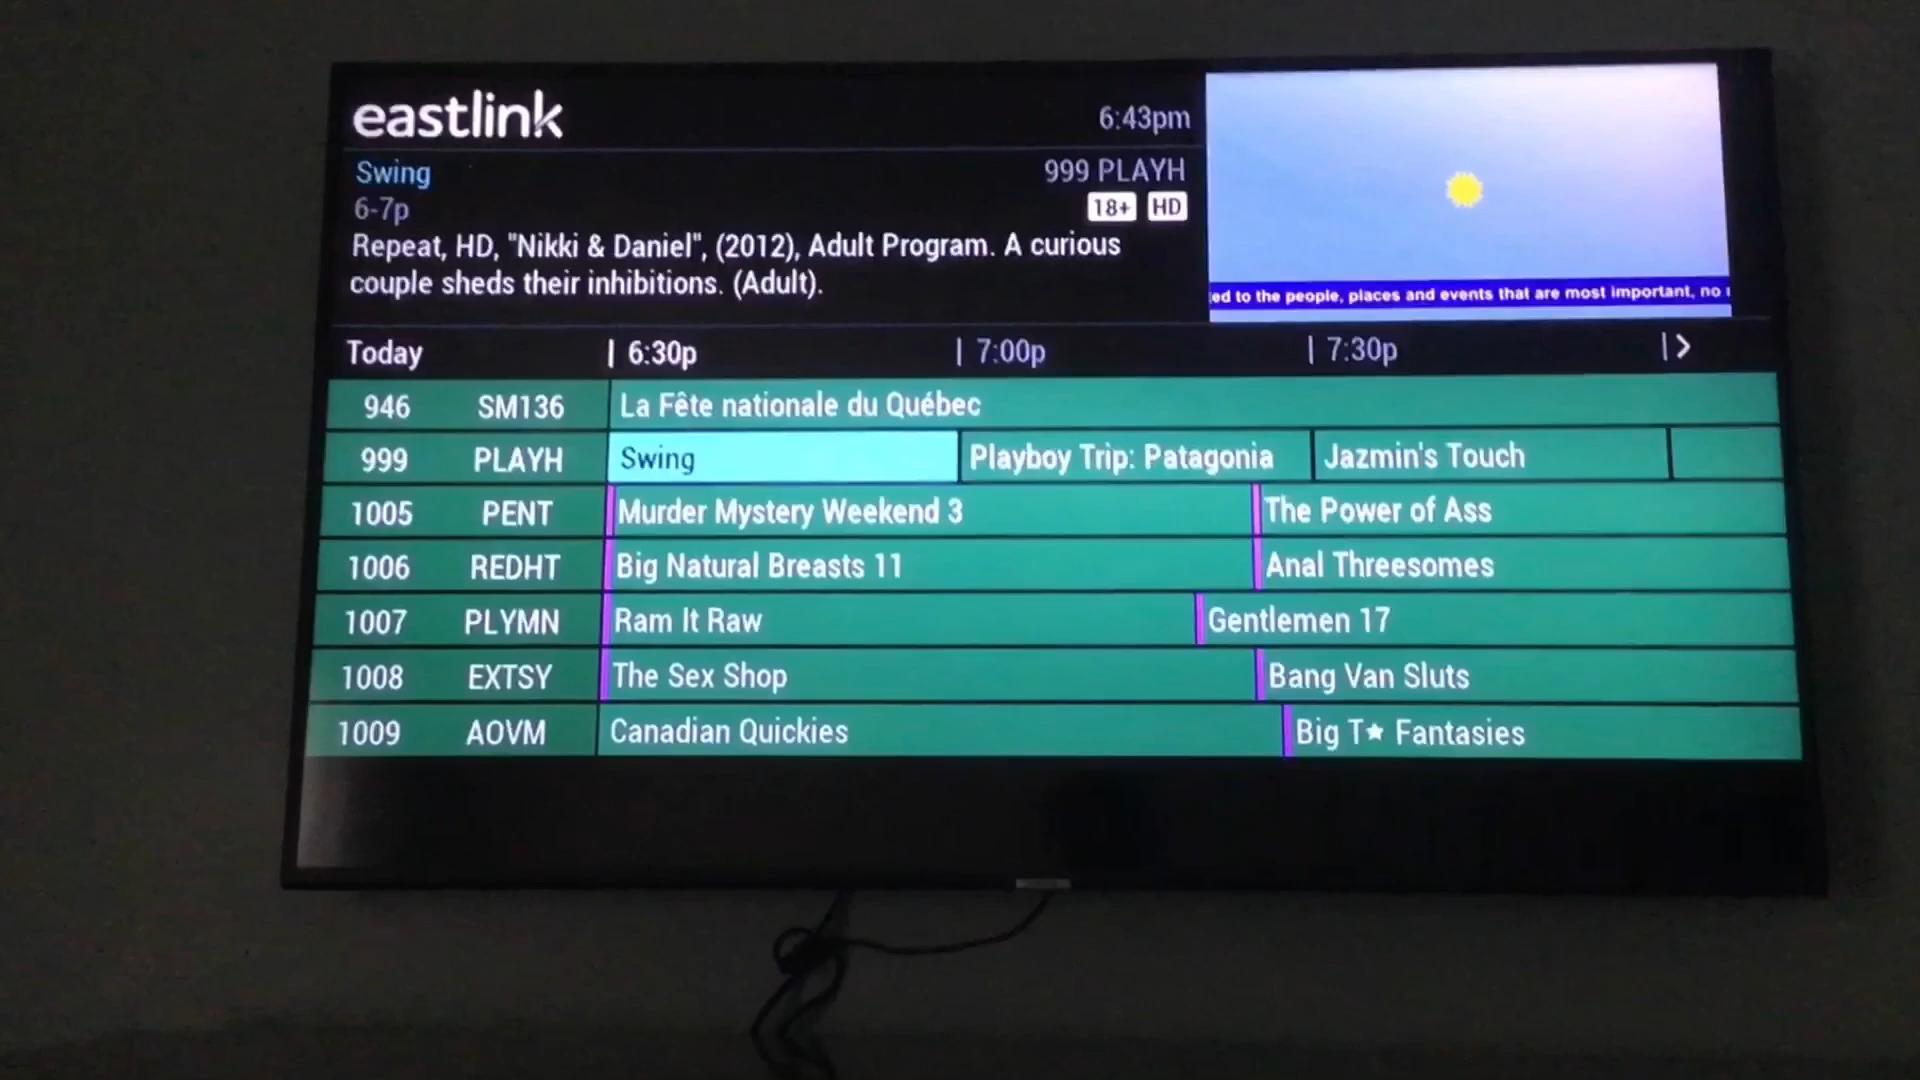 eastlink
6:43pm
Swing
999 PLAYH
6-7p
18+ HD
Repeat, HD, "Nikki & Daniel", (2012), Adult Program. A curious
couple sheds their inhibitions. (Adult).
ed to the people, places and events that are most important, no
Today | 6:30p | 7:00p | 7:30p |>
946 SM136 La Fête nationale du Québec
999 PLAYH Swing Playboy Trip: Patagonia Jazmin's Touch
1005 PENT Murder Mystery Weekend 3 The Power of Ass
1006 REDHT Big Natural Breasts 11 Anal Threesomes
1007 PLYMN Ram It Raw Gentlemen 17
1008 EXTSY The Sex Shop Bang Van Sluts
1009 AOVM Canadian Quickies Big T★ Fantasies